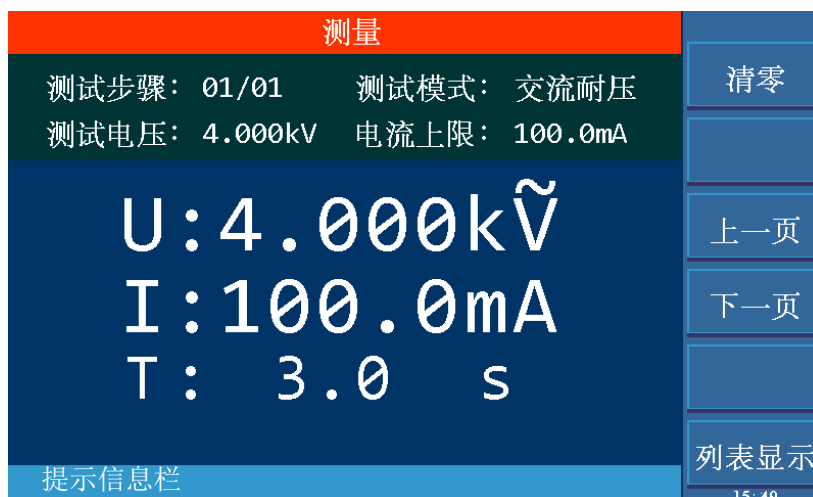 测量
测试步骤: 01/01 测试模式: 交流耐压
测试电压: 4.000kV 电流上限: 100.0mA
U:4.000kṼ
I:100.0mA
T: 3.0 s
提示信息栏
清零
上一页
下一页
列表显示
15:49